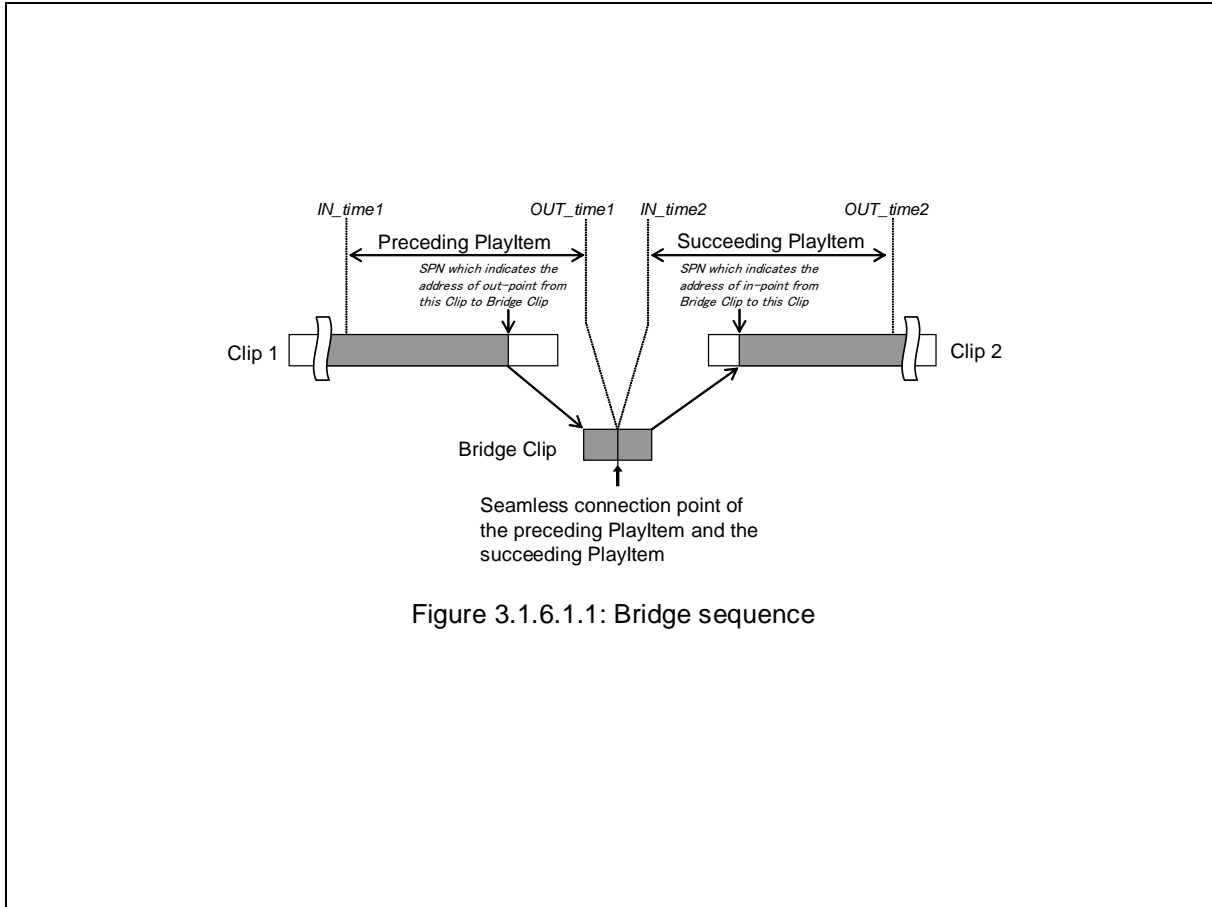 IN_time1
OUT_time1
IN_time2
OUT_time2
Preceding PlayItem
Succeeding PlayItem
SPN which indicates the
address of out-point from
this Clip to Bridge Clip
SPN which indicates the
address of in-point from
Bridge Clip to this Clip
Clip 1
Clip 2
Bridge Clip
Seamless connection point of
the preceding PlayItem and the
succeeding PlayItem
Figure 3.1.6.1.1: Bridge sequence